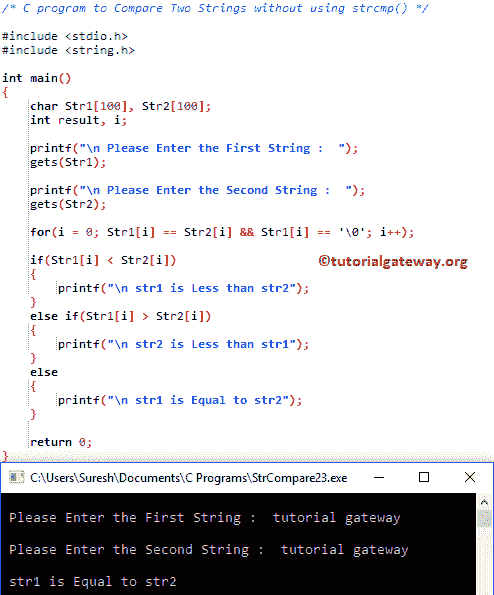 /* C program to Compare Two Strings without using strcmp() */
#include <stdio.h>
#include <string.h>
int main()
{
char Str1[100], Str2[100];
int result, i;
printf("\n Please Enter the First String :  ");
gets(Str1);
printf("\n Please Enter the Second String :  ");
gets(Str2);
for(i = 0; Str1[i] == Str2[i] && Str1[i] == '\0'; i++);
if(Str1[i] < Str2[i])
©tutorialgateway.org
{
printf("\n str1 is Less than str2");
}
else if(Str1[i] > Str2[i])
{
printf("\n str2 is Less than str1");
}
else
{
printf("\n str1 is Equal to str2");
}
return 0;
}
C:\Users\Suresh\Documents\C Programs\StrCompare23.exe
Please Enter the First String :  tutorial gateway
Please Enter the Second String :  tutorial gateway
str1 is Equal to str2